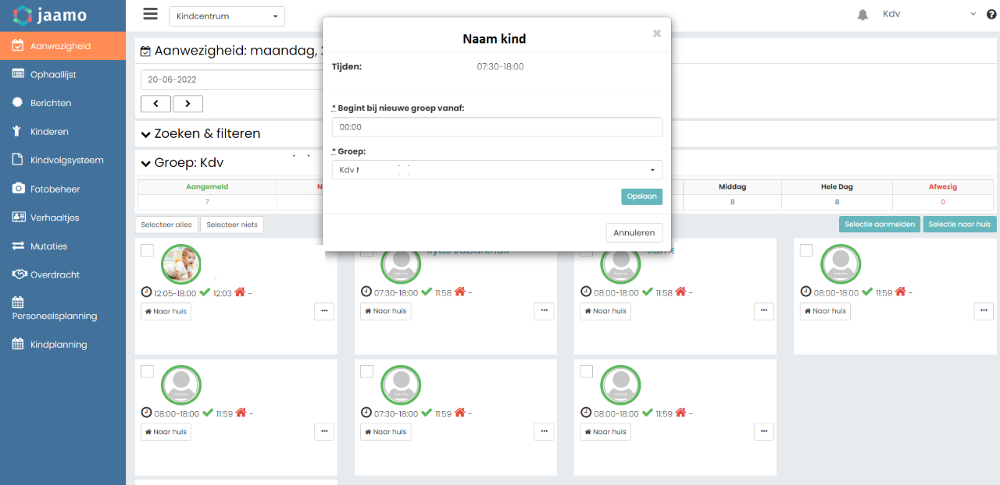 jaamo
Kindcentrum
Kdv
Aanwezigheid
Ophaallijst
Berichten
Kinderen
Kindvolgsysteem
Fotobeheer
Verhaaltjes
Mutaties
Overdracht
Personeelsplanning
Kindplanning
Aanwezigheid: maandag,
20-06-2022
Zoeken & filteren
Groep: Kdv
Naam kind
Tijden: 07:30-18:00
* Begint bij nieuwe groep vanaf:
00:00
* Groep:
Kdv
Opslaan
Annuleren
Aangemeld Middag Hele Dag Afwezig
7 8 8 0
Selecteer alles Selecteer niets Selectie aanmelden Selectie naar huis
12:05-18:00 12:03 -
Naar huis ...
07:30-18:00 11:58 -
Naar huis ...
08:00-18:00 11:58 -
Naar huis ...
08:00-18:00 11:59 -
Naar huis ...
08:00-18:00 11:59 -
Naar huis ...
07:30-18:00 11:59 -
Naar huis ...
08:00-18:00 11:59 -
Naar huis ...